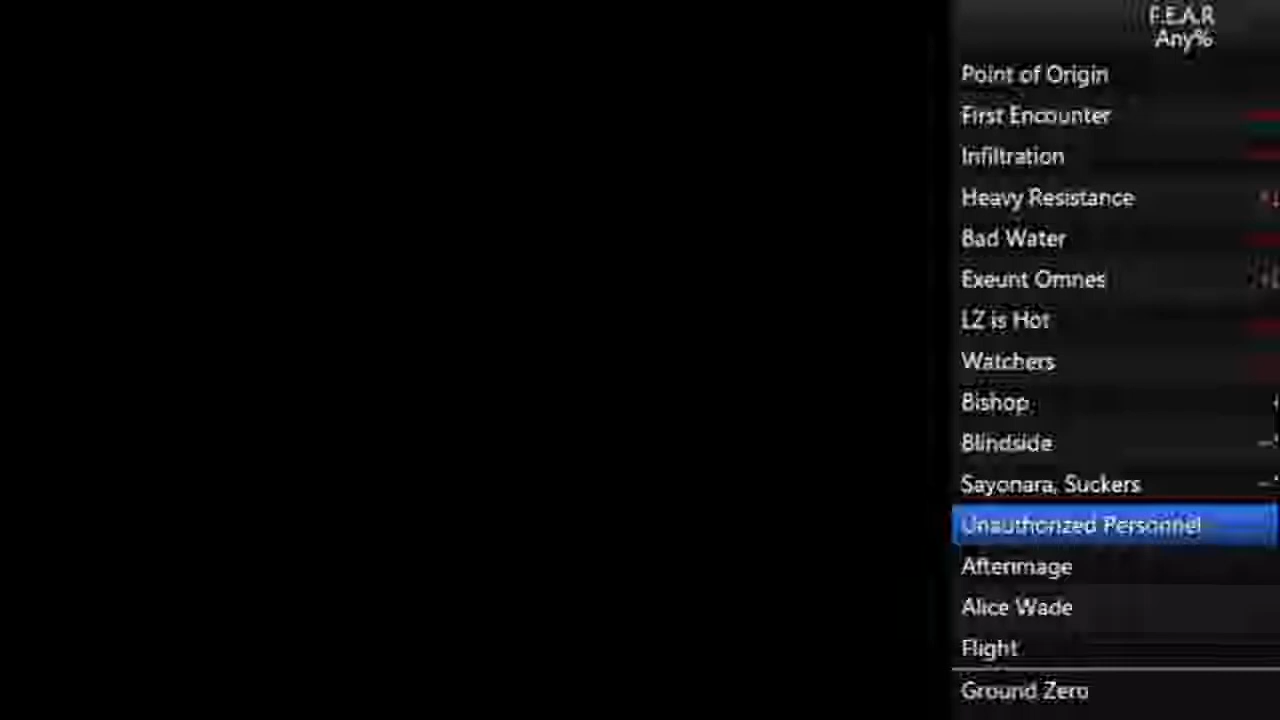 F.E.A.R
Any%
Point of Origin
First Encounter
Infiltration
Heavy Resistance
Bad Water
Exeunt Omnes
LZ is Hot
Watchers
Bishop
Blindside
Sayonara, Suckers
Unauthorized Personnel
Afterimage
Alice Wade
Flight
Ground Zero